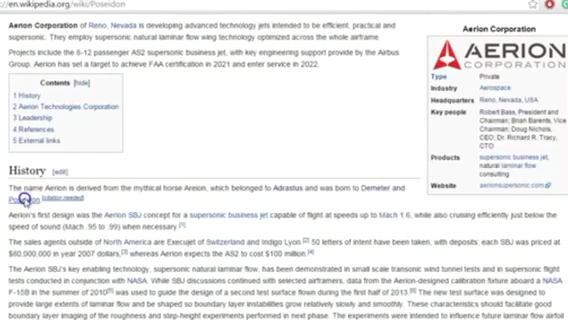 ://en.wikipedia.org/wiki/Poseidon
Aerion Corporation of Reno, Nevada is developing advanced technology jets intended to be efficient, practical and
supersonic. They employ supersonic natural laminar flow wing technology optimized across the whole airframe.
Projects include the 8-12 passenger AS2 supersonic business jet, with key engineering support provided by the Airbus
Group. Aerion has set a target to achieve FAA certification in 2021 and enter service in 2022.
Contents [hide]
1 History
2 Aerion Technologies Corporation
3 Leadership
4 References
5 External links
Aerion Corporation
AERION
CORPORATION
Type Private
Industry Aerospace
Headquarters Reno, Nevada, USA
Key people Robert Bass, President and
Chairman; Brian Barents, Vice
Chairman; Doug Nichols,
CEO; Dr. Richard R. Tracy,
CTO
Products supersonic business jet,
natural laminar flow
consulting
Website aerionsupersonic.com
History [edit]
The name Aerion is derived from the mythical horse Areion, which belonged to Adrastus and was born to Demeter and
Poseidon [citation needed]
Aerion's first design was the Aerion SBJ concept for a supersonic business jet capable of flight at speeds up to Mach 1.6, while also cruising efficiently just below the
speed of sound (Mach .95 to .99) when necessary.[1]
The sales agents outside of North America are Execujet of Switzerland and Indigo Lyon.[2] 50 letters of intent have been taken, with deposits; each SBJ was priced at
$80,000,000 in year 2007 dollars,[3] whereas Aerion expects the AS2 to cost $100 million.[4]
The Aerion SBJ's key enabling technology, supersonic natural laminar flow, has been demonstrated in small scale transonic wind tunnel tests and in supersonic flight
tests conducted in conjunction with NASA. While SBJ discussions continued with selected airframers, data from the Aerion-designed calibration fixture aboard a NASA
F-15B in the summer of 2010[5] was used to guide the design of a second test surface flown during the first half of 2013.[6] The new test surface was designed to
provide large extents of laminar flow and be shaped so boundary layer instabilities grow relatively slowly and smoothly. These characteristics should facilitate good
boundary layer imaging of the roughness and step-height experiments performed in next phase. The experiments were intended to influence future laminar flow airfoil